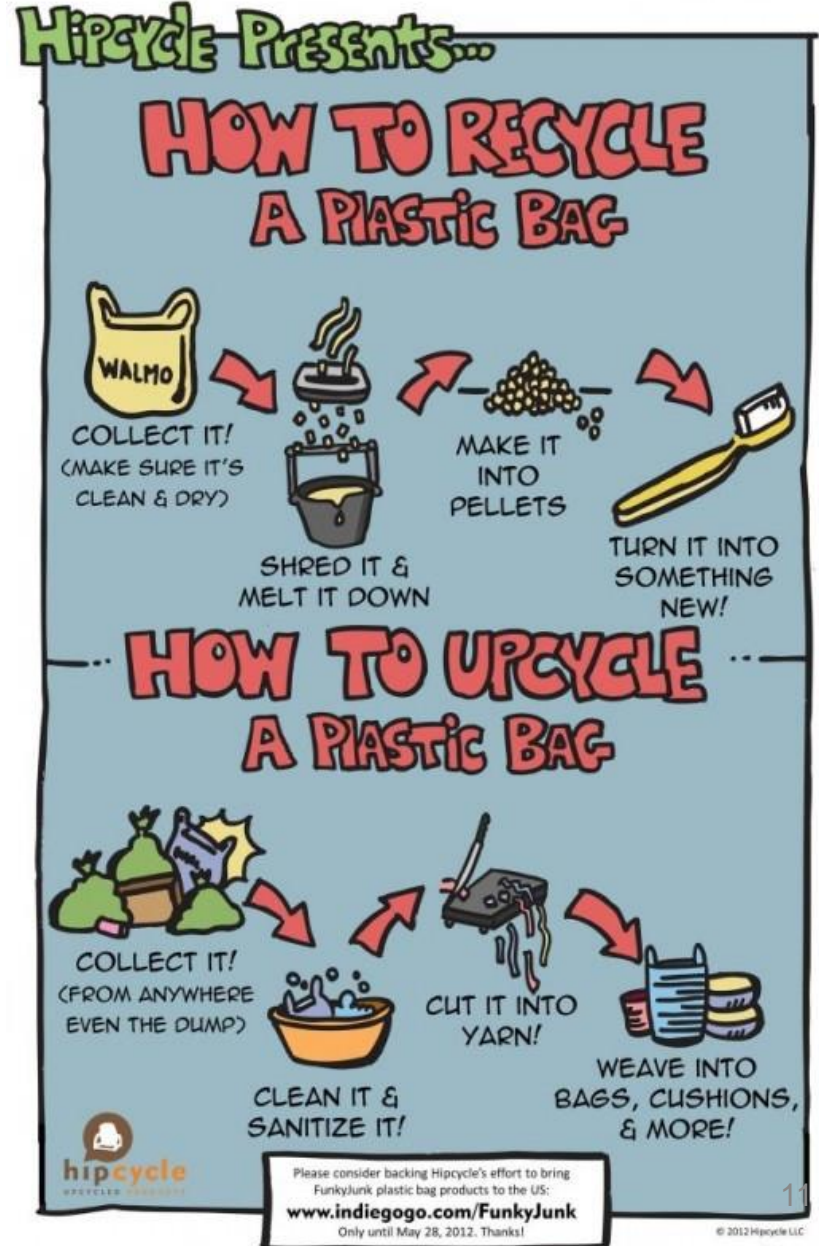 HipCYCle Presents...
HOW TO RECYCLE
A PlASTiC BAG
WALMO
COLLECT IT!
(MAKE SURE IT'S
CLEAN & DRY)
SHRED IT &
MELT IT DOWN
MAKE IT
INTO
PELLETS
TURN IT INTO
SOMETHING
NEW!
HOW TO UPCYCLE
A PlASTiC BAG
COLLECT IT!
(FROM ANYWHERE
EVEN THE DUMP)
CLEAN IT &
SANITIZE IT!
CUT IT INTO
YARN!
WEAVE INTO
BAGS, CUSHIONS,
& MORE!
hipcycle
UPCYCLED PRODUCTS
Please consider backing Hipcycle's effort to bring
FunkyJunk plastic bag products to the US:
www.indiegogo.com/FunkyJunk
Only until May 28, 2012. Thanks!
11
© 2012 Hipcycle LLC